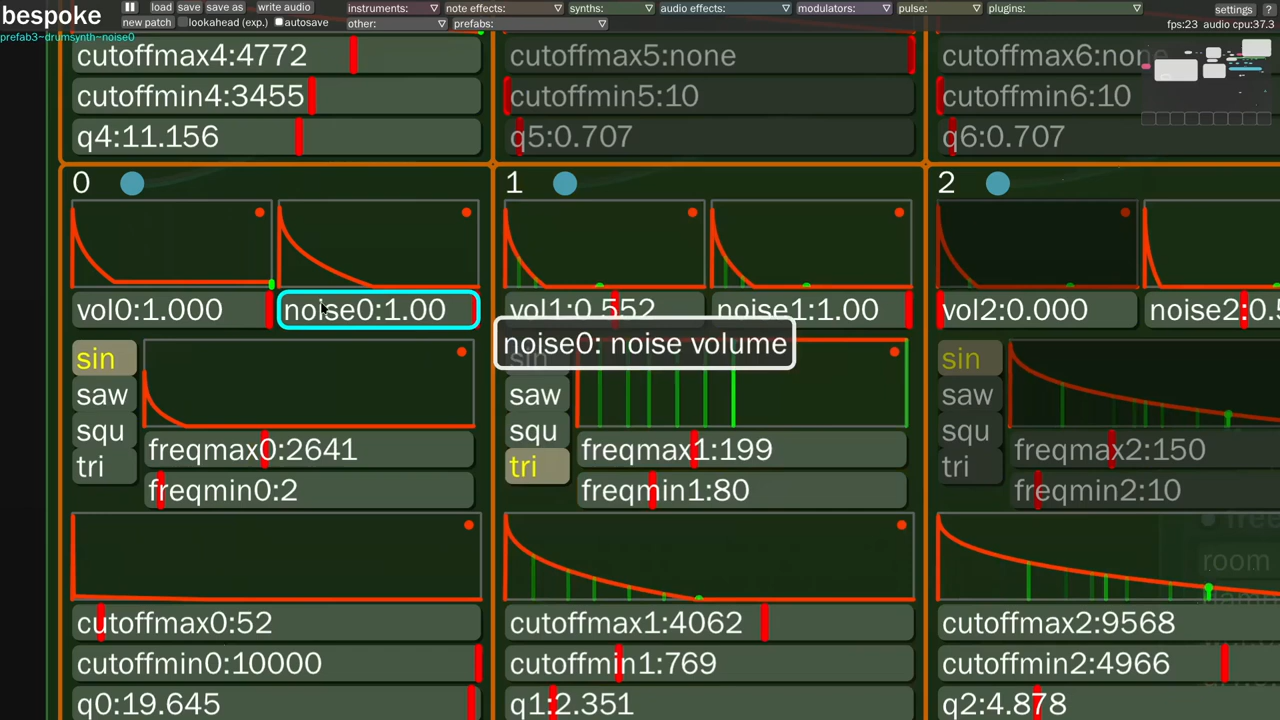 bespoke
load save save as write audio
instruments: note effects: synths: audio effects: modulators: pulse: plugins:
settings
new patch lookahead (exp.) autosave
other: prefabs:
fps:23 audio cpu:37.3
prefab3~drumsynth~noise0
cutoffmax4:4772
cutoffmax5:none
cutoffmax6:none
cutoffmin4:3455
cutoffmin5:10
cutoffmin6:10
q4:11.156
q5:0.707
q6:0.707
0
1
2
vol0:1.000
noise0:1.00
vol1:0.552
noise1:1.00
vol2:0.000
noise2:0.5
noise0: noise volume
sin
saw
squ
tri
freqmax0:2641
freqmin0:2
sin
saw
squ
tri
freqmax1:199
freqmin1:80
sin
saw
squ
tri
freqmax2:150
freqmin2:10
room
cutoffmax0:52
cutoffmax1:4062
cutoffmax2:9568
cutoffmin0:10000
cutoffmin1:769
cutoffmin2:4966
q0:19.645
q1:2.351
q2:4.878